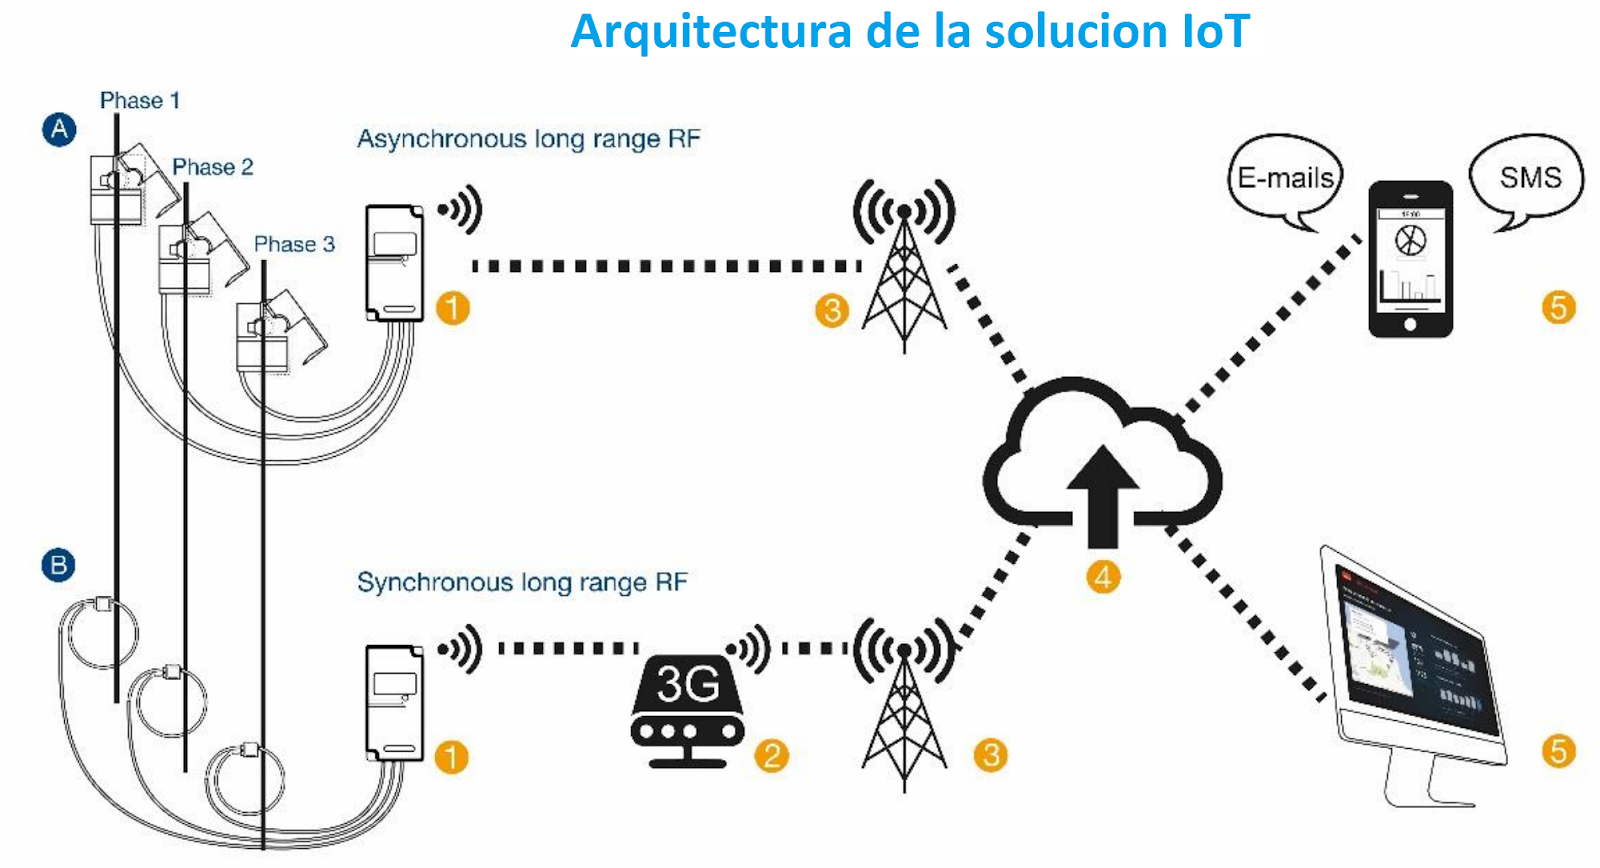 Arquitectura de la solucion IoT
Phase 1
A
Asynchronous long range RF
Phase 2
E-mails
SMS
Phase 3
1
3
5
B
Synchronous long range RF
4
3G
1
2
3
5